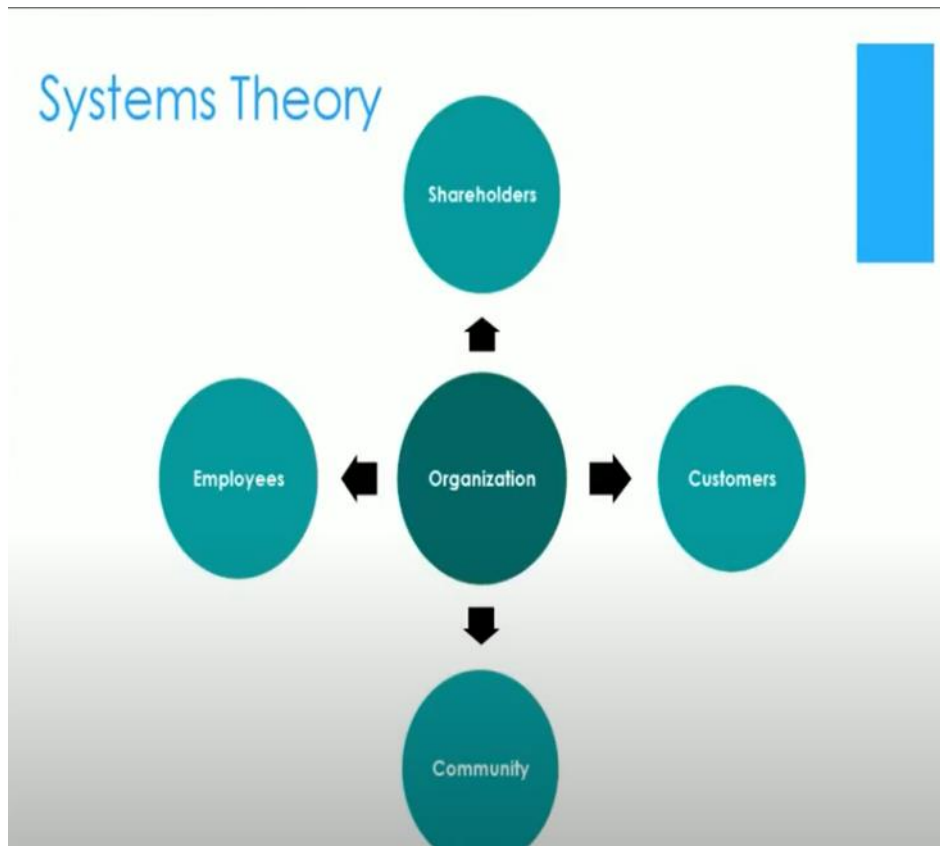 Systems Theory
Shareholders
Employees
Organization
Customers
Community